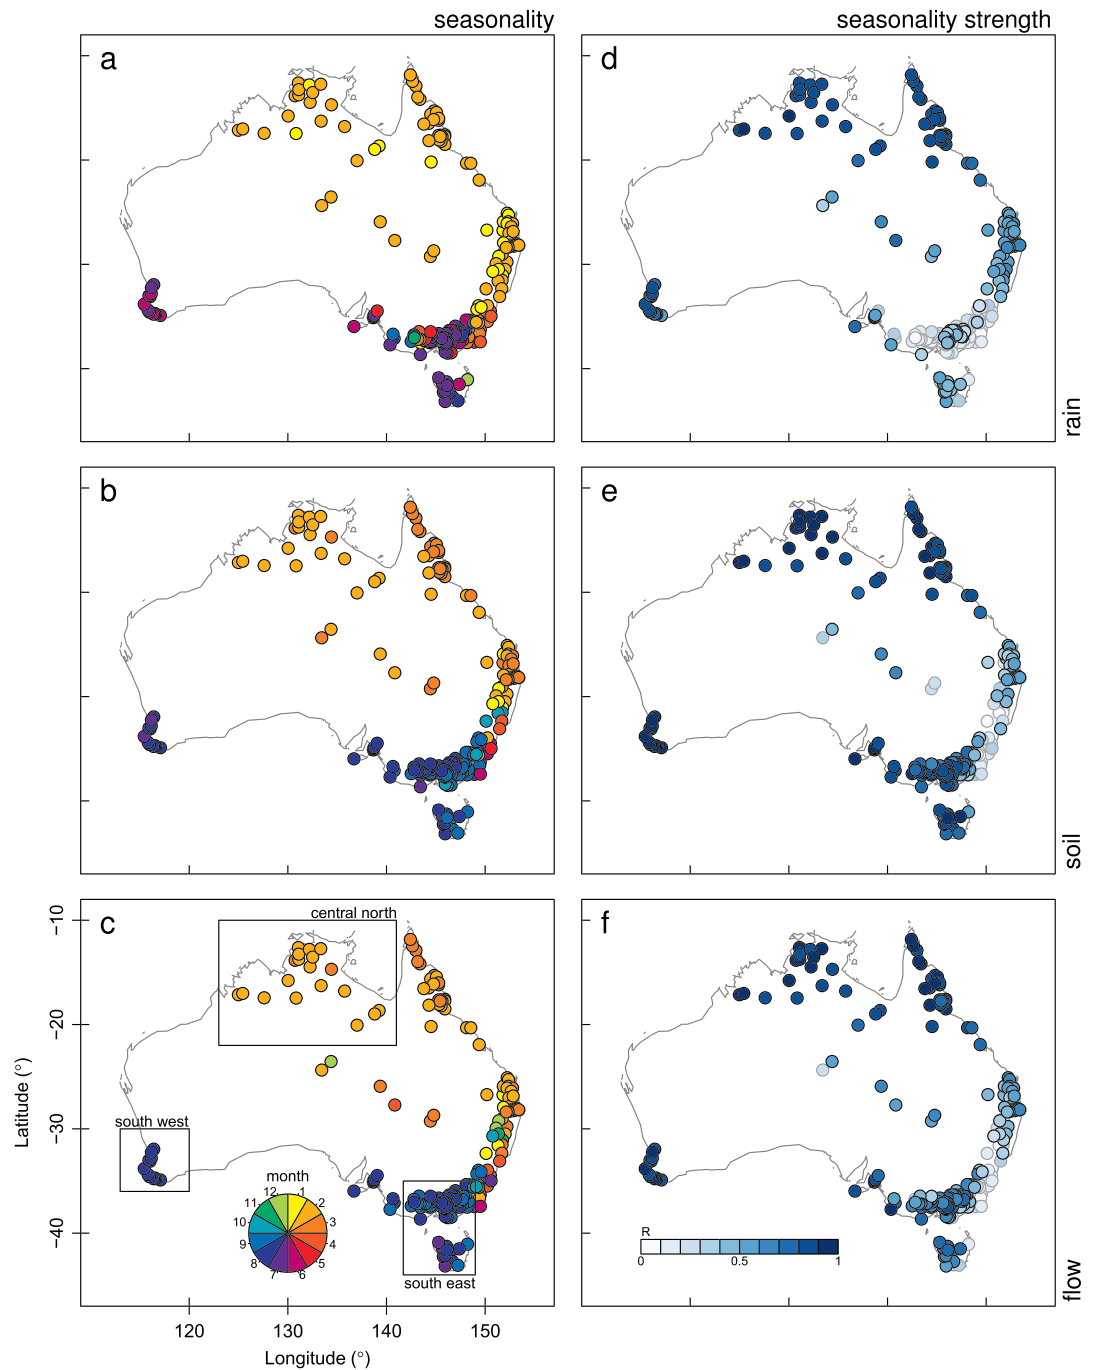 seasonality
seasonality strength
a
d
rain
b
e
soil
c
f
central north
south west
south east
month
12 1
11 2
10 3
9 4
8 5
7 6
R
0 0.5 1
flow
−10
−20
−30
−40
Latitude (°)
120 130 140 150
Longitude (°)